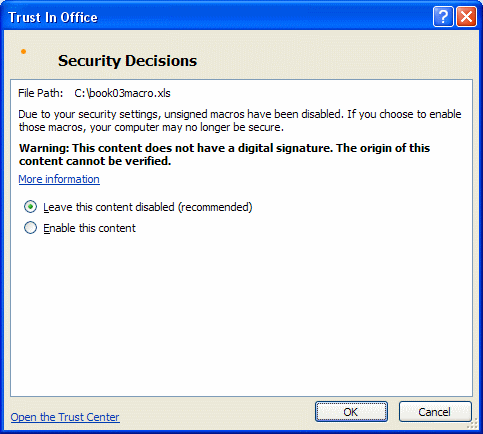 Trust In Office
Security Decisions
File Path: C:\book03macro.xls
Due to your security settings, unsigned macros have been disabled. If you choose to enable
those macros, your computer may no longer be secure.
Warning: This content does not have a digital signature. The origin of this
content cannot be verified.
More information
Leave this content disabled (recommended)
Enable this content
Open the Trust Center
OK
Cancel